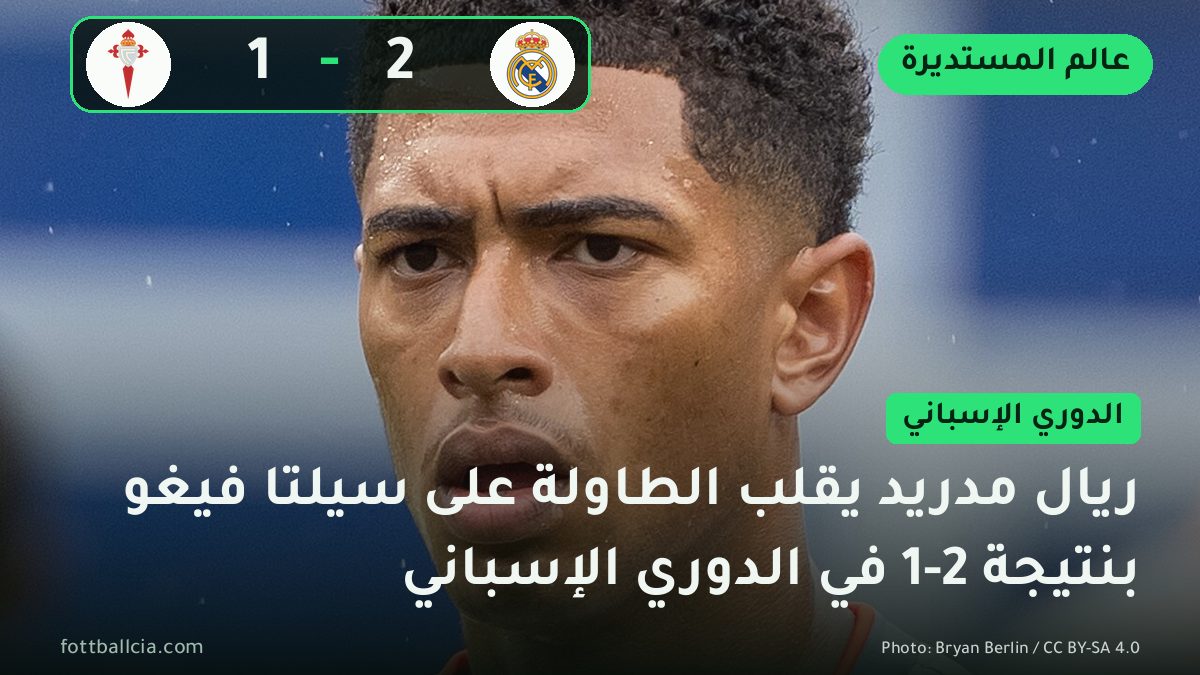 1 - 2
عالم المستديرة
الدوري الإسباني
ريال مدريد يقلب الطاولة على سيلتا فيغو
بنتيجة 2-1 في الدوري الإسباني
fottballcia.com
Photo: Bryan Berlin / CC BY-SA 4.0